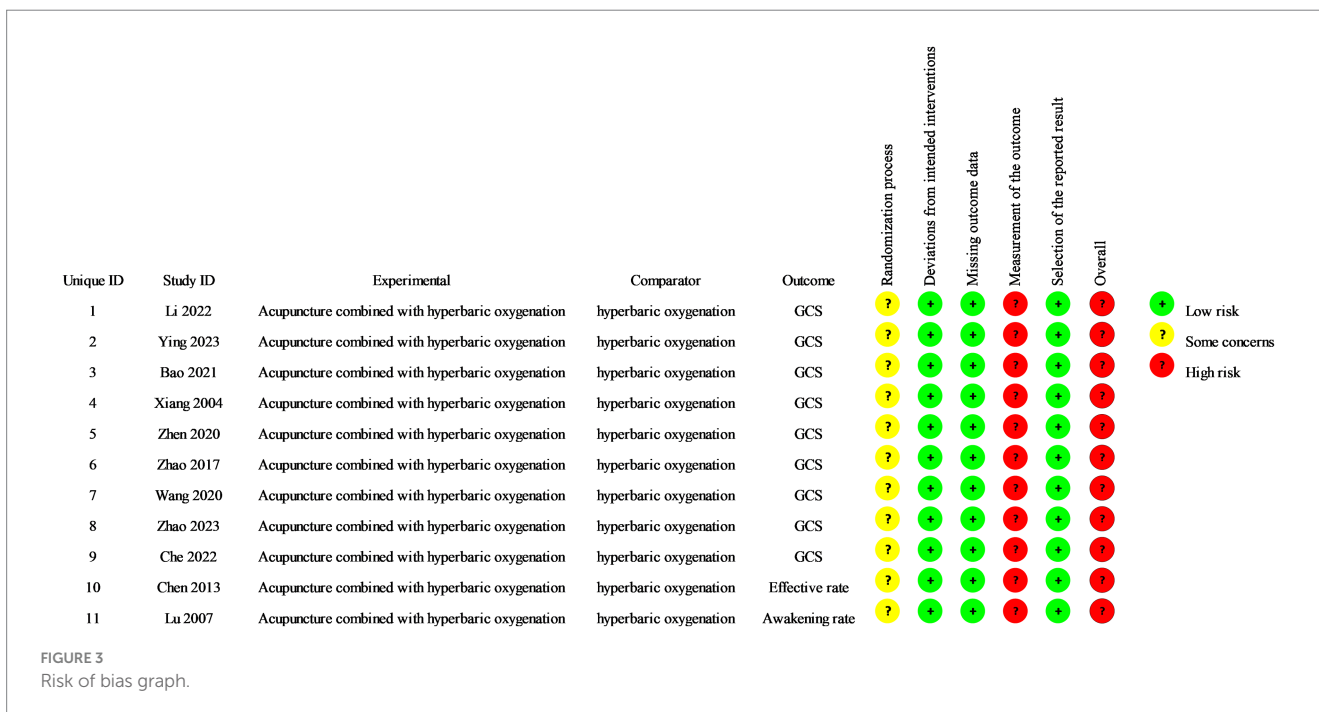 Randomization process
Deviations from intended interventions
Missing outcome data
Measurement of the outcome
Selection of the reported result
Overall
Unique ID Study ID Experimental Comparator Outcome
1 Li 2022 Acupuncture combined with hyperbaric oxygenation hyperbaric oxygenation GCS ? + + ? + ?
2 Ying 2023 Acupuncture combined with hyperbaric oxygenation hyperbaric oxygenation GCS ? + + ? + ?
3 Bao 2021 Acupuncture combined with hyperbaric oxygenation hyperbaric oxygenation GCS ? + + ? + ?
4 Xiang 2004 Acupuncture combined with hyperbaric oxygenation hyperbaric oxygenation GCS ? + + ? + ?
5 Zhen 2020 Acupuncture combined with hyperbaric oxygenation hyperbaric oxygenation GCS ? + + ? + ?
6 Zhao 2017 Acupuncture combined with hyperbaric oxygenation hyperbaric oxygenation GCS ? + + ? + ?
7 Wang 2020 Acupuncture combined with hyperbaric oxygenation hyperbaric oxygenation GCS ? + + ? + ?
8 Zhao 2023 Acupuncture combined with hyperbaric oxygenation hyperbaric oxygenation GCS ? + + ? + ?
9 Che 2022 Acupuncture combined with hyperbaric oxygenation hyperbaric oxygenation GCS ? + + ? + ?
10 Chen 2013 Acupuncture combined with hyperbaric oxygenation hyperbaric oxygenation Effective rate ? + + ? + ?
11 Lu 2007 Acupuncture combined with hyperbaric oxygenation hyperbaric oxygenation Awakening rate ? + + ? + ?
+ Low risk
? Some concerns
? High risk
FIGURE 3
Risk of bias graph.